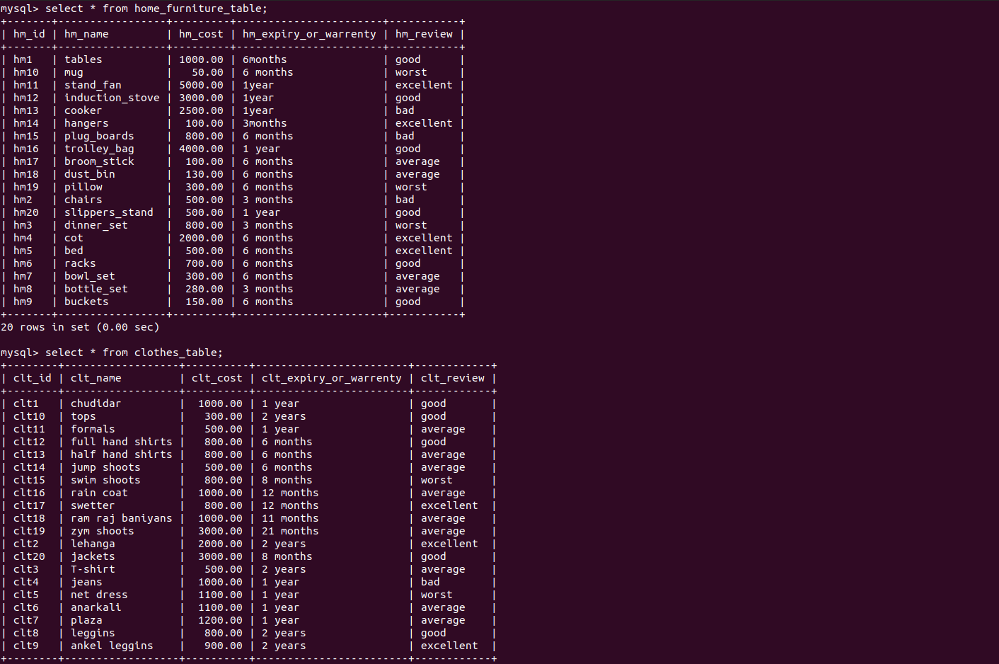 mysql> select * from home_furniture_table;
+-------+-----------------+---------+-----------------------+-----------+
| hm_id | hm_name         | hm_cost | hm_expiry_or_warrenty | hm_review |
+-------+-----------------+---------+-----------------------+-----------+
| hm1   | tables          | 1000.00 | 6months               | good      |
| hm10  | mug             |   50.00 | 6 months              | worst     |
| hm11  | stand_fan       | 5000.00 | 1year                 | excellent |
| hm12  | induction_stove | 3000.00 | 1year                 | good      |
| hm13  | cooker          | 2500.00 | 1year                 | bad       |
| hm14  | hangers         |  100.00 | 3months               | excellent |
| hm15  | plug_boards     |  800.00 | 6 months              | bad       |
| hm16  | trolley_bag     | 4000.00 | 1 year                | good      |
| hm17  | broom_stick     |  100.00 | 6 months              | average   |
| hm18  | dust_bin        |  130.00 | 6 months              | average   |
| hm19  | pillow          |  300.00 | 6 months              | worst     |
| hm2   | chairs          |  500.00 | 3 months              | bad       |
| hm20  | slippers_stand  |  500.00 | 1 year                | good      |
| hm3   | dinner_set      |  800.00 | 3 months              | worst     |
| hm4   | cot             | 2000.00 | 6 months              | excellent |
| hm5   | bed             |  500.00 | 6 months              | excellent |
| hm6   | racks           |  700.00 | 6 months              | good      |
| hm7   | bowl_set        |  300.00 | 6 months              | average   |
| hm8   | bottle_set      |  280.00 | 3 months              | average   |
| hm9   | buckets         |  150.00 | 6 months              | good      |
+-------+-----------------+---------+-----------------------+-----------+
20 rows in set (0.00 sec)

mysql> select * from clothes_table;
+--------+------------------+----------+------------------------+------------+
| clt_id | clt_name         | clt_cost | clt_expiry_or_warrenty | clt_review |
+--------+------------------+----------+------------------------+------------+
| clt1   | chudidar         |  1000.00 | 1 year                 | good       |
| clt10  | tops             |   300.00 | 2 years                | good       |
| clt11  | formals          |   500.00 | 1 year                 | average    |
| clt12  | full hand shirts |   800.00 | 6 months               | good       |
| clt13  | half hand shirts |   800.00 | 6 months               | average    |
| clt14  | jump shoots      |   500.00 | 6 months               | average    |
| clt15  | swim shoots      |   800.00 | 8 months               | worst      |
| clt16  | rain coat        |  1000.00 | 12 months              | average    |
| clt17  | swetter          |   800.00 | 12 months              | excellent  |
| clt18  | ram raj baniyans |  1000.00 | 11 months              | average    |
| clt19  | zym shoots       |  3000.00 | 21 months              | average    |
| clt2   | lehanga          |  2000.00 | 2 years                | excellent  |
| clt20  | jackets          |  3000.00 | 8 months               | good       |
| clt3   | T-shirt          |   500.00 | 2 years                | average    |
| clt4   | jeans            |  1000.00 | 1 year                 | bad        |
| clt5   | net dress        |  1100.00 | 1 year                 | worst      |
| clt6   | anarkali         |  1100.00 | 1 year                 | average    |
| clt7   | plaza            |  1200.00 | 1 year                 | average    |
| clt8   | leggins          |   800.00 | 2 years                | good       |
| clt9   | ankel leggins    |   900.00 | 2 years                | excellent  |
+--------+------------------+----------+------------------------+------------+